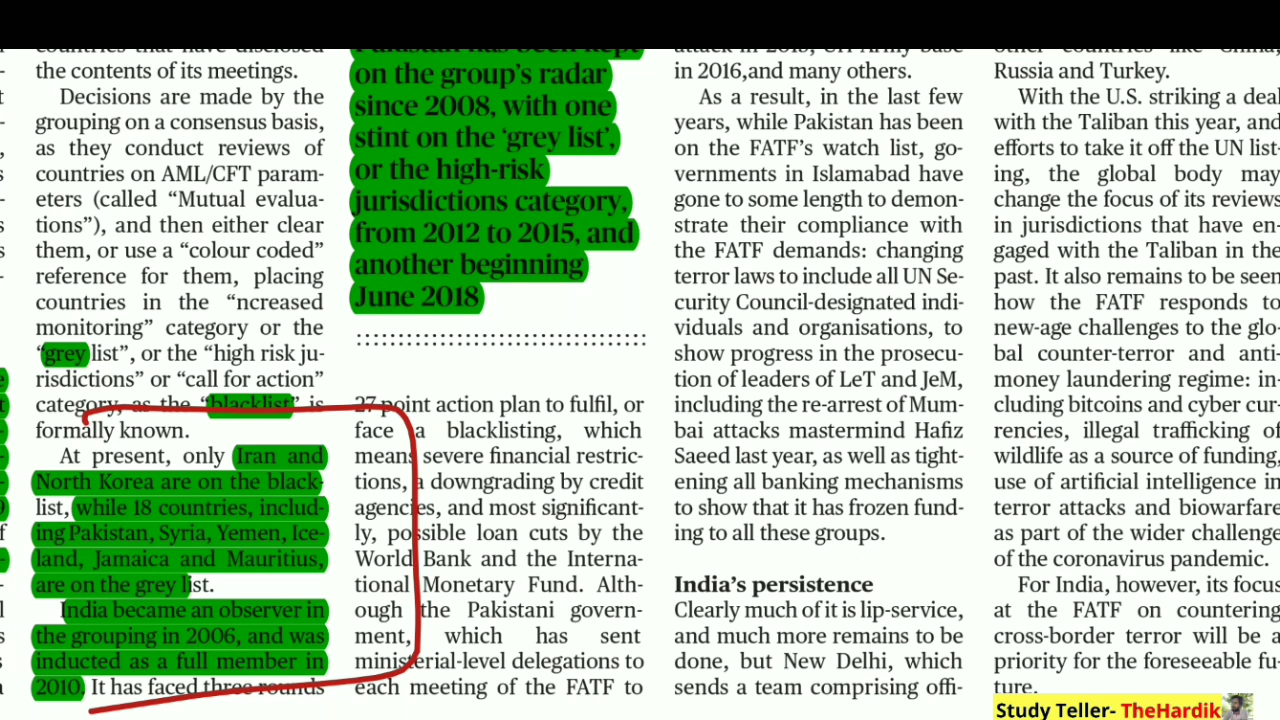 countries that have disclosed
the contents of its meetings.
Decisions are made by the
grouping on a consensus basis,
as they conduct reviews of
countries on AML/CFT param-
eters (called “Mutual evalua-
tions”), and then either clear
them, or use a “colour coded”
reference for them, placing
countries in the “ncreased
monitoring” category or the
“grey list”, or the “high risk ju-
risdictions” or “call for action”
category, as the “blacklist” is
formally known.
At present, only Iran and
North Korea are on the black-
list, while 18 countries, includ-
ing Pakistan, Syria, Yemen, Ice-
land, Jamaica and Mauritius,
are on the grey list.
India became an observer in
the grouping in 2006, and was
inducted as a full member in
2010. It has faced three rounds
Pakistan has been kept
on the group’s radar
since 2008, with one
stint on the ‘grey list’,
or the high-risk
jurisdictions category,
from 2012 to 2015, and
another beginning
June 2018
27 point action plan to fulfil, or
face a blacklisting, which
means severe financial restric-
tions, a downgrading by credit
agencies, and most significant-
ly, possible loan cuts by the
World Bank and the Interna-
tional Monetary Fund. Alth-
ough the Pakistani govern-
ment, which has sent
ministerial-level delegations to
each meeting of the FATF to
attack in 2015, Uri Army base
in 2016,and many others.
As a result, in the last few
years, while Pakistan has been
on the FATF’s watch list, go-
vernments in Islamabad have
gone to some length to demon-
strate their compliance with
the FATF demands: changing
terror laws to include all UN Se-
curity Council-designated indi-
viduals and organisations, to
show progress in the prosecu-
tion of leaders of LeT and JeM,
including the re-arrest of Mum-
bai attacks mastermind Hafiz
Saeed last year, as well as tight-
ening all banking mechanisms
to show that it has frozen fund-
ing to all these groups.
India’s persistence
Clearly much of it is lip-service,
and much more remains to be
done, but New Delhi, which
sends a team comprising offi-
other countries like China,
Russia and Turkey.
With the U.S. striking a deal
with the Taliban this year, and
efforts to take it off the UN list-
ing, the global body may
change the focus of its reviews
in jurisdictions that have en-
gaged with the Taliban in the
past. It also remains to be seen
how the FATF responds to
new-age challenges to the glo-
bal counter-terror and anti-
money laundering regime: in-
cluding bitcoins and cyber cur-
rencies, illegal trafficking of
wildlife as a source of funding,
use of artificial intelligence in
terror attacks and biowarfare
as part of the wider challenge
of the coronavirus pandemic.
For India, however, its focus
at the FATF on countering
cross-border terror will be a
priority for the foreseeable fu-
ture.
Study Teller- TheHardik